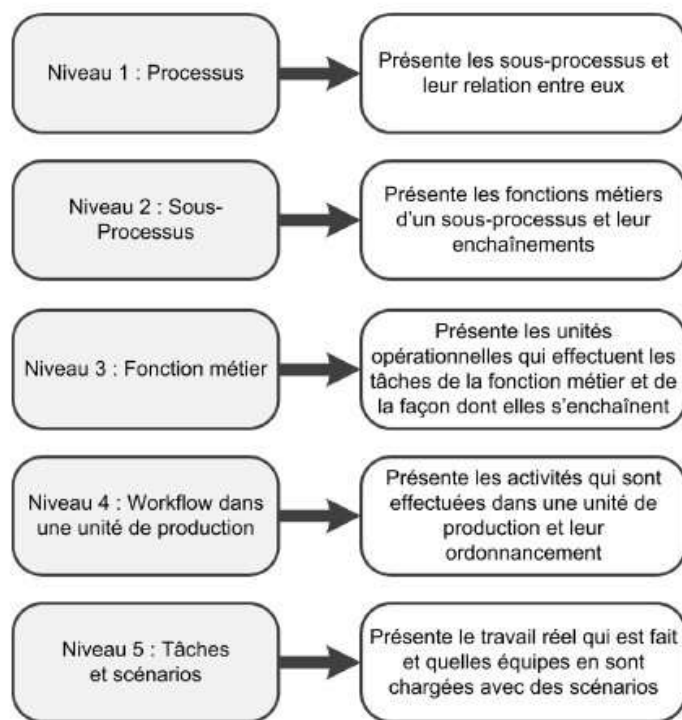 Niveau 1 : Processus
Présente les sous-processus et
leur relation entre eux
Niveau 2 : Sous-
Processus
Présente les fonctions métiers
d'un sous-processus et leur
enchaînements
Niveau 3 : Fonction métier
Présente les unités
opérationnelles qui effectuent les
tâches de la fonction métier et de
la façon dont elles s'enchaînent
Niveau 4 : Workflow dans
une unité de production
Présente les activités qui sont
effectuées dans une unité de
production et leur
ordonnancement
Niveau 5 : Tâches
et scénarios
Présente le travail réel qui est fait
et quelles équipes en sont
chargées avec des scénarios